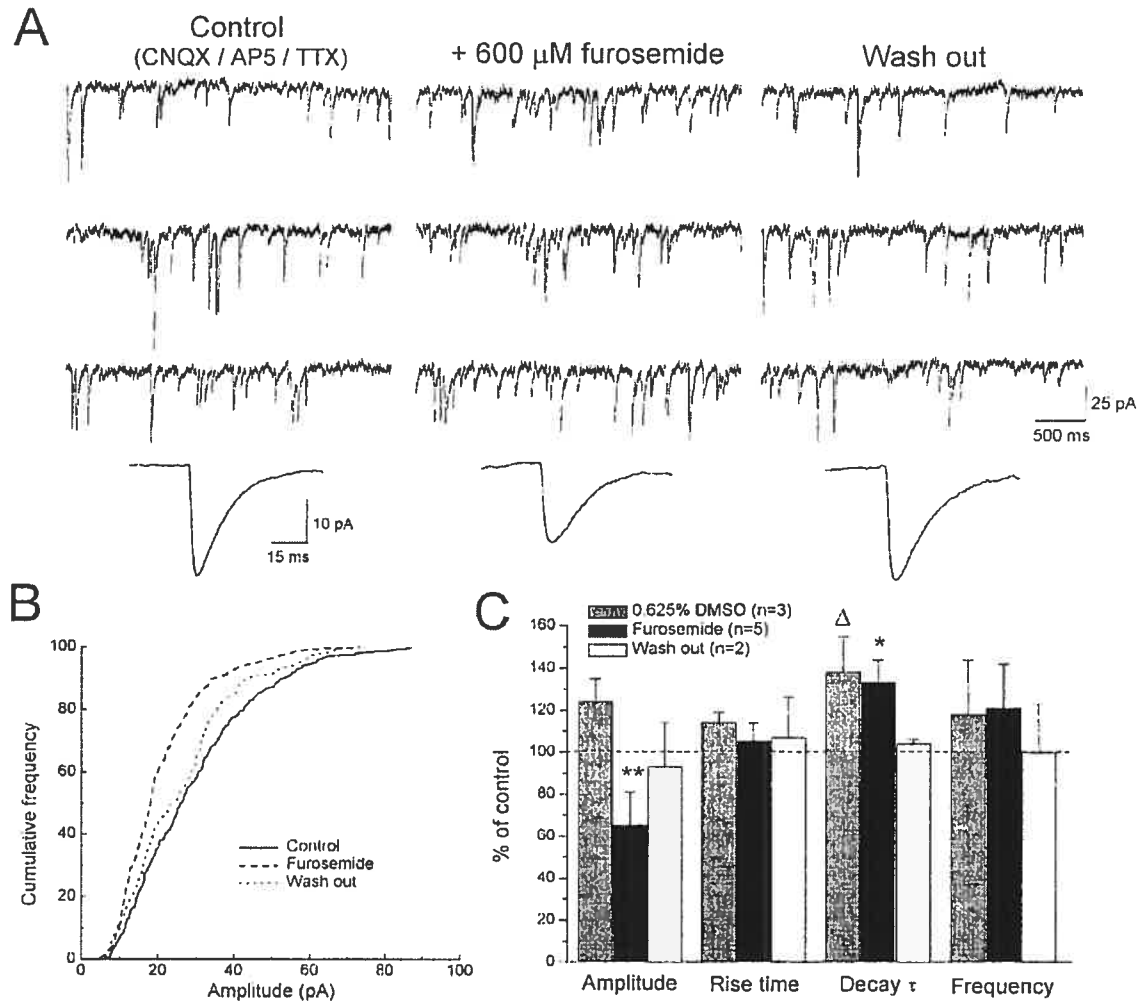 A
Control
(CNQX / AP5 / TTX)
+ 600 µM furosemide
Wash out
25 pA
500 ms
10 pA
15 ms
B
Cumulative frequency
100
80
60
40
20
0
Control
Furosemide
Wash out
0
20
40
60
80
100
Amplitude (pA)
C
0.625% DMSO (n=3)
Furosemide (n=5)
Wash out (n=2)
% of control
160
140
120
100
80
60
40
20
0
**
Δ
*
Amplitude
Rise time
Decay τ
Frequency